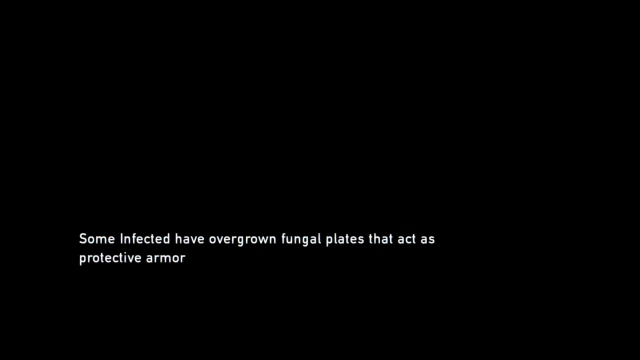 Some Infected have overgrown fungal plates that act as
protective armor